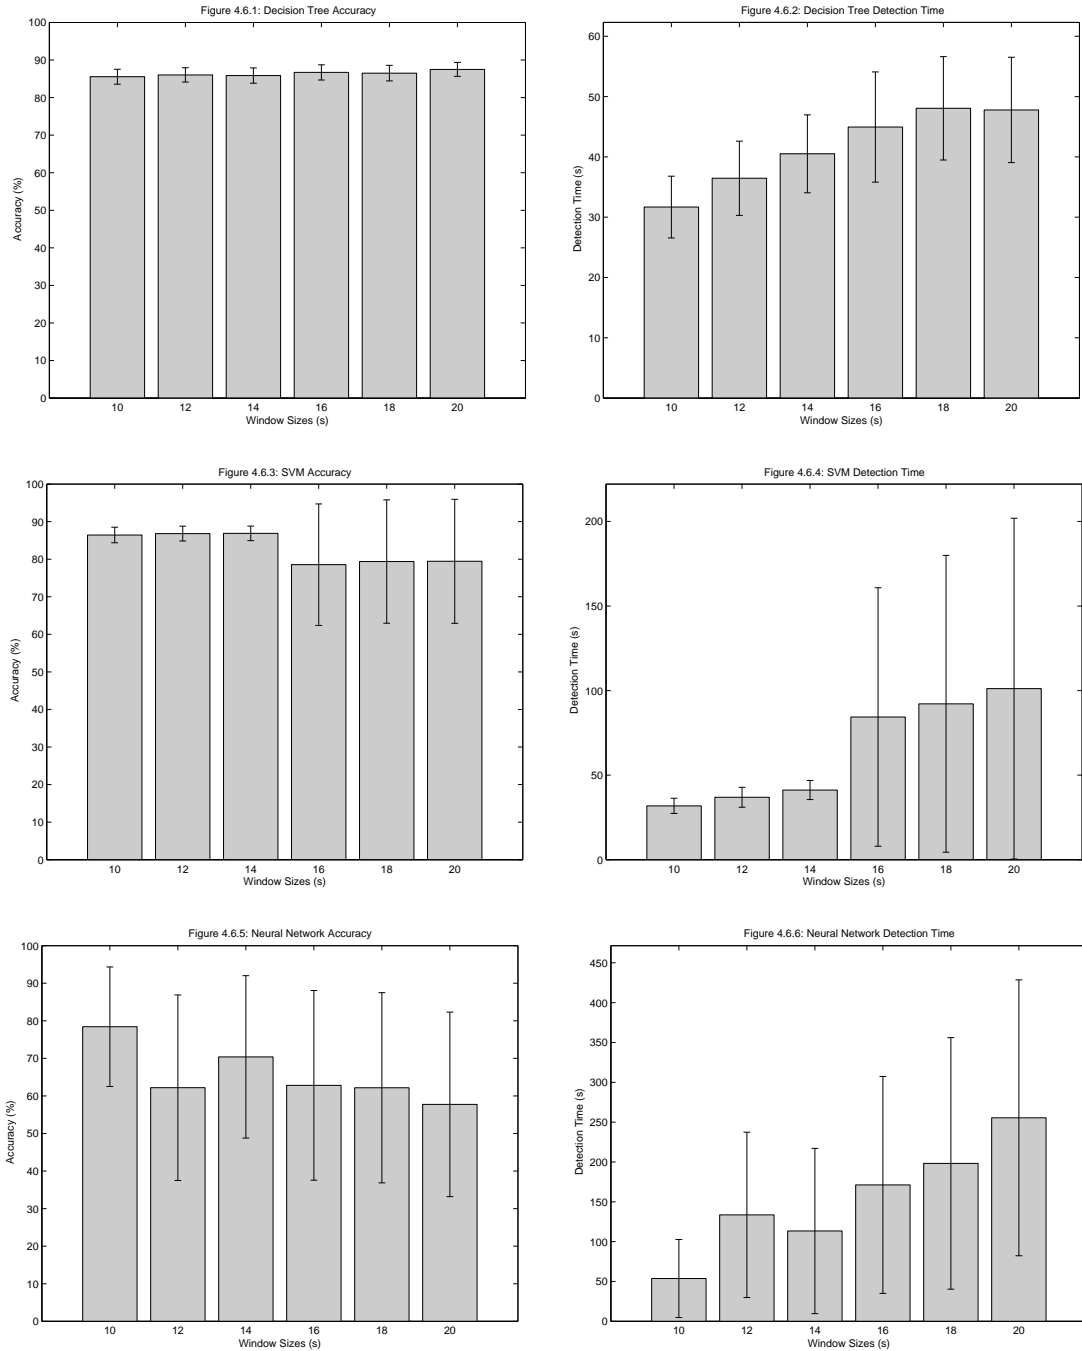 Figure 4.6.1: Decision Tree Accuracy
100
90
80
70
60
50
40
30
20
10
0
Accuracy (%)
10 12 14 16 18 20
Window Sizes (s)
Figure 4.6.2: Decision Tree Detection Time
60
50
40
30
20
10
0
Detection Time (s)
10 12 14 16 18 20
Window Sizes (s)
Figure 4.6.3: SVM Accuracy
100
90
80
70
60
50
40
30
20
10
0
Accuracy (%)
10 12 14 16 18 20
Window Sizes (s)
Figure 4.6.4: SVM Detection Time
200
150
100
50
0
Detection Time (s)
10 12 14 16 18 20
Window Sizes (s)
Figure 4.6.5: Neural Network Accuracy
100
90
80
70
60
50
40
30
20
10
0
Accuracy (%)
10 12 14 16 18 20
Window Sizes (s)
Figure 4.6.6: Neural Network Detection Time
450
400
350
300
250
200
150
100
50
0
Detection Time (s)
10 12 14 16 18 20
Window Sizes (s)